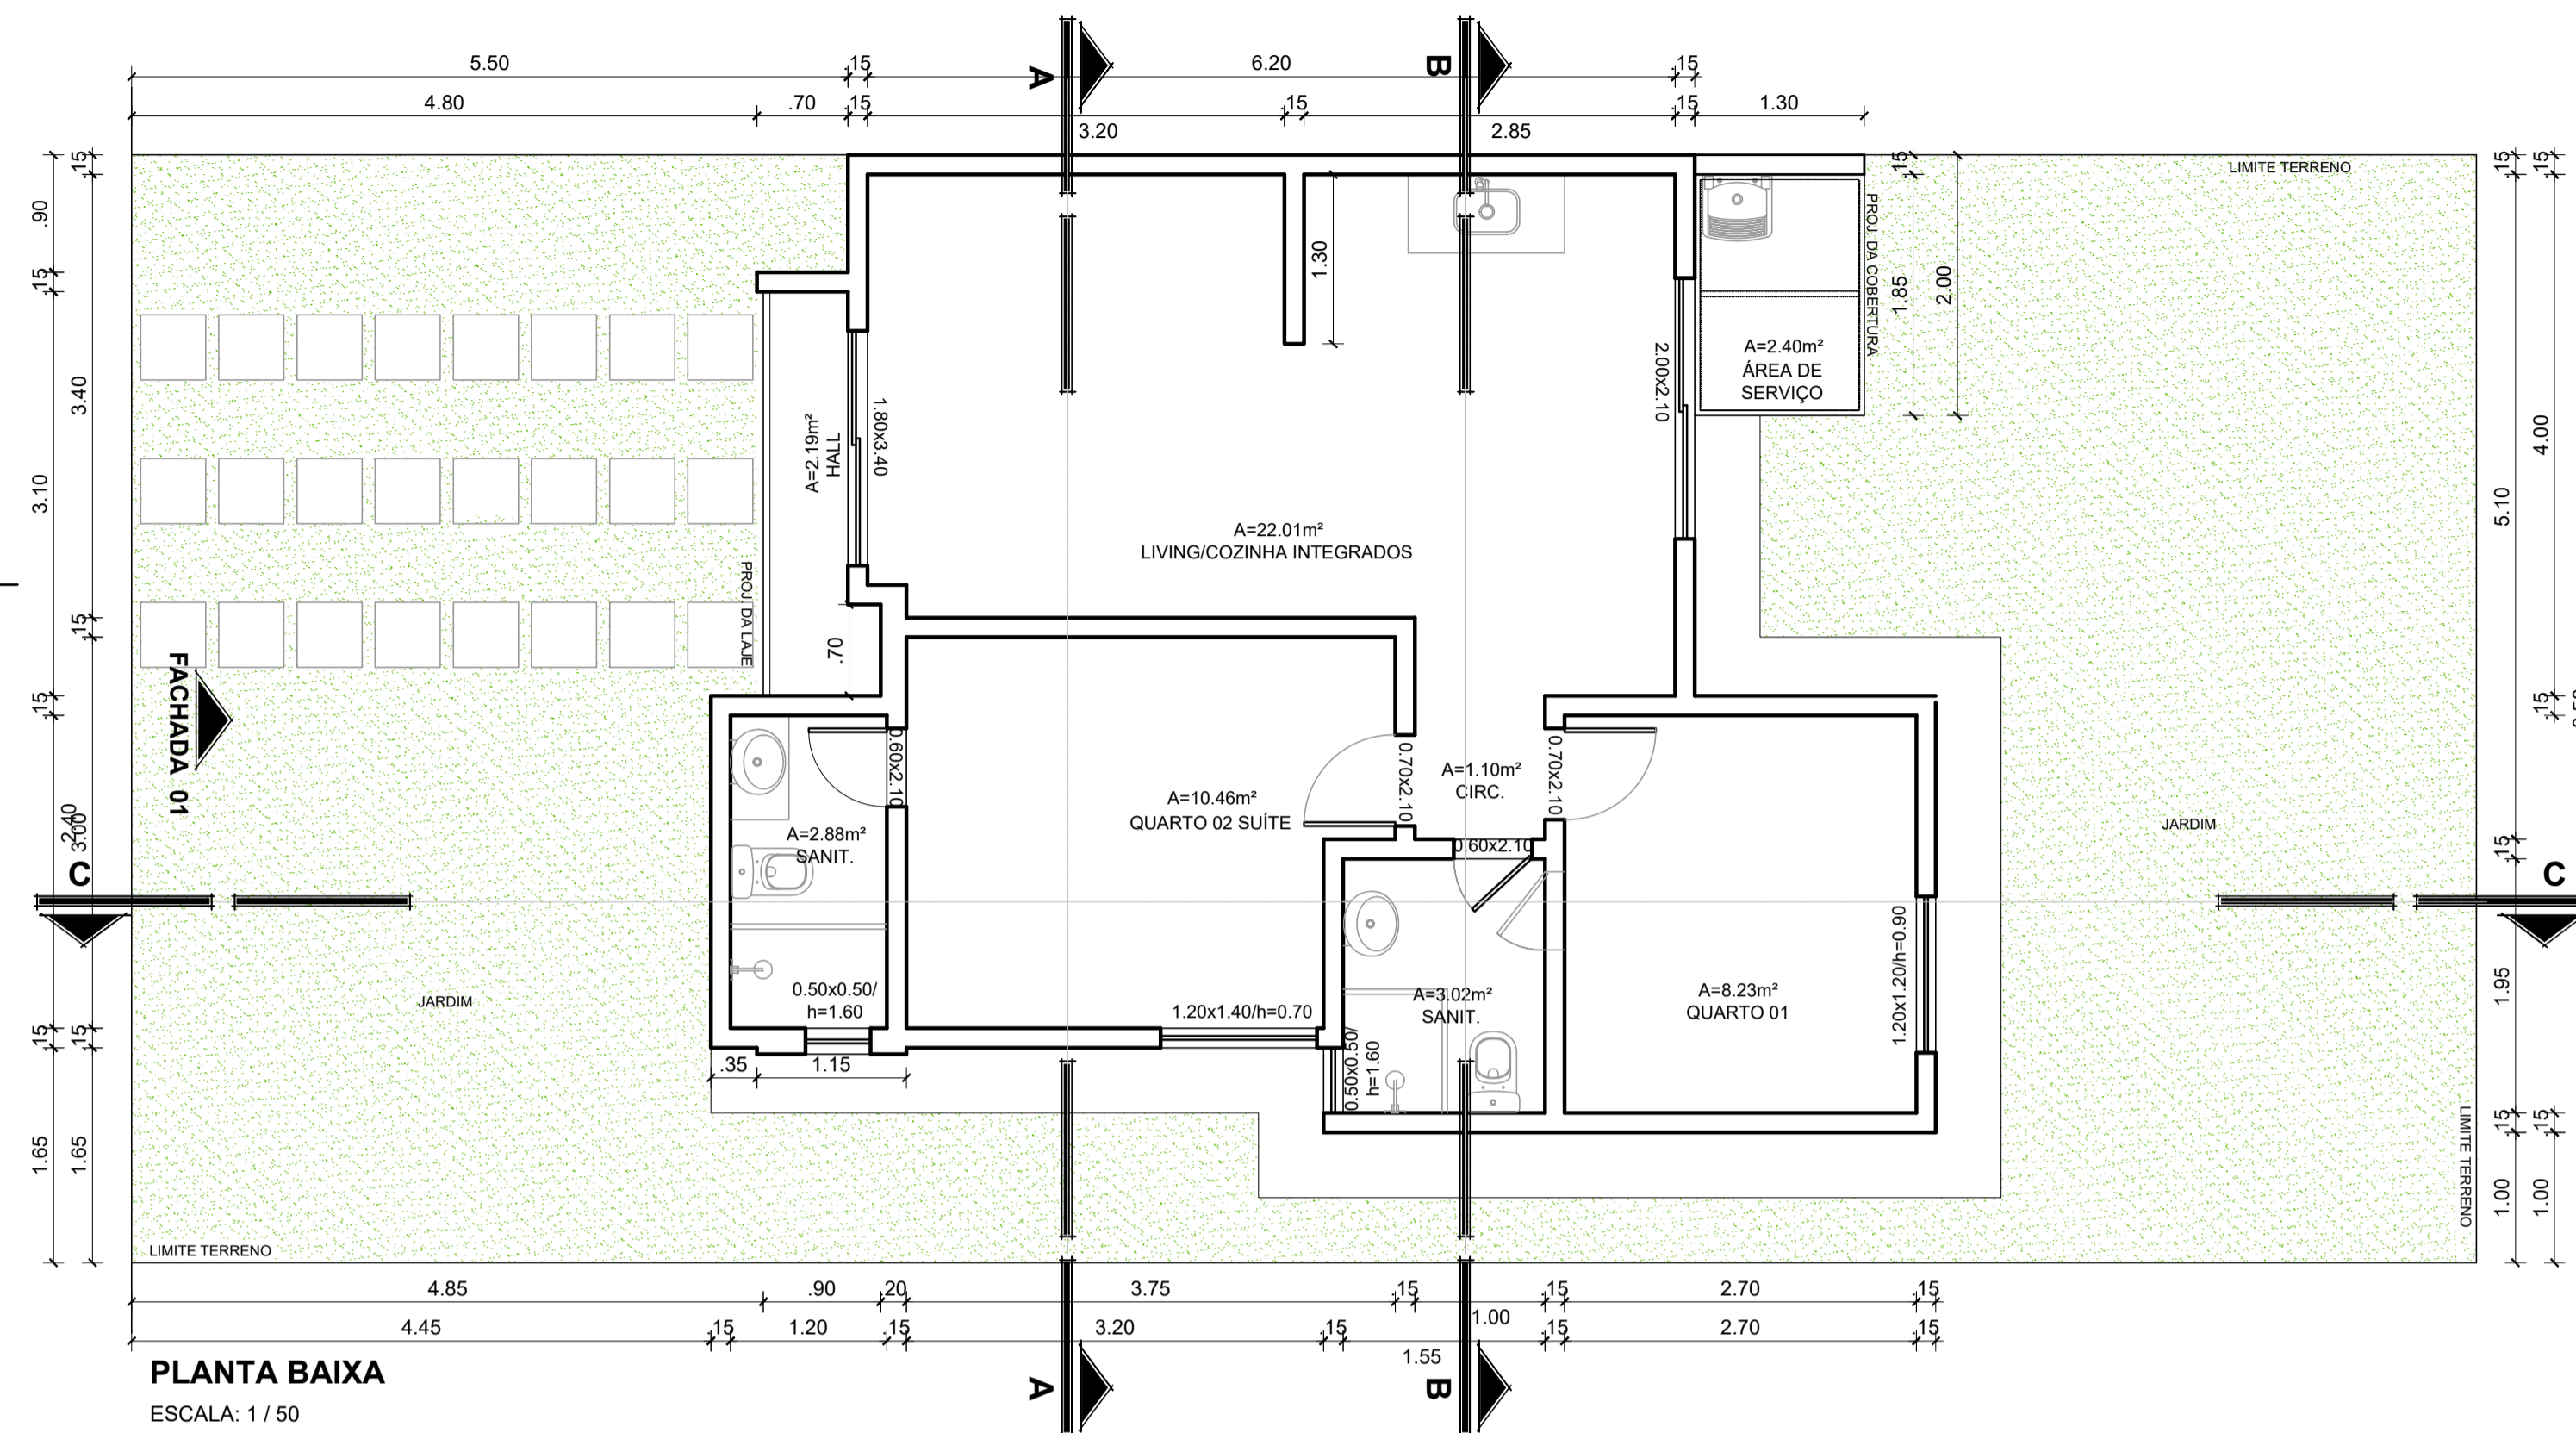 5.50
.15
6.20
.15
4.80
.70
.15
3.20
.15
2.85
.15
1.30
A
B
15
.90
15
3.40
3.10
15
15
2.40
3.00
15
15
1.65
1.65
LIMITE TERRENO
PROJ. DA COBERTURA
15
1.85
2.00
1.30
A=2.40m²
ÁREA DE
SERVIÇO
2.00x2.10
1.80x3.40
A=2.19m²
HALL
PROJ. DA LAJE
.70
A=22.01m²
LIVING/COZINHA INTEGRADOS
FACHADA 01
0.60x2.10
A=2.88m²
SANIT.
0.50x0.50/
h=1.60
A=10.46m²
QUARTO 02 SUÍTE
0.70x2.10
A=1.10m²
CIRC.
0.70x2.10
0.60x2.10
1.20x1.40/h=0.70
A=3.02m²
SANIT.
0.50x0.50/
h=1.60
A=8.23m²
QUARTO 01
1.20x1.20/h=0.90
JARDIM
JARDIM
C
C
.35
1.15
15
15
5.10
4.00
15
15
1.95
15
15
1.00
1.00
LIMITE TERRENO
LIMITE TERRENO
4.85
.90
.20
3.75
.15
1.00
.15
2.70
.15
4.45
.15
1.20
.15
3.20
.15
1.55
.15
2.70
.15
A
B
PLANTA BAIXA
ESCALA: 1 / 50